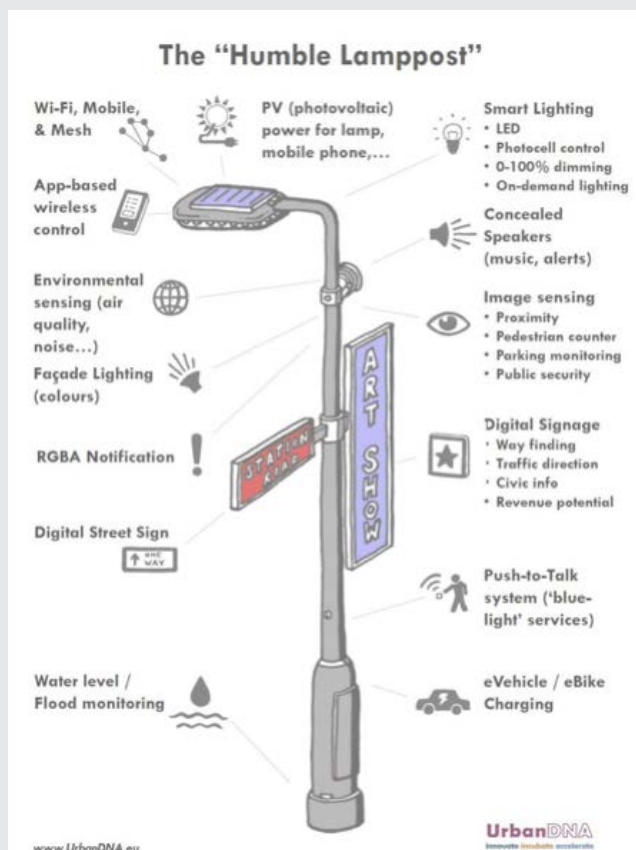 The “Humble Lamppost”
Wi-Fi, Mobile,
& Mesh
PV (photovoltaic)
power for lamp,
mobile phone,...
Smart Lighting
• LED
• Photocell control
• 0-100% dimming
• On-demand lighting
App-based
wireless
control
Concealed
Speakers
(music, alerts)
Environmental
sensing (air
quality,
noise...)
Image sensing
• Proximity
• Pedestrian counter
• Parking monitoring
• Public security
Façade Lighting
(colours)
ART SHOW
STATION
ROAD
RGBA Notification
Digital Signage
• Way finding
• Traffic direction
• Civic info
• Revenue potential
Digital Street Sign
ONE
WAY
Push-to-Talk
system (‘blue-
light’ services)
Water level /
Flood monitoring
eVehicle / eBike
Charging
UrbanDNA
innovate incubate accelerate
www.UrbanDNA.eu